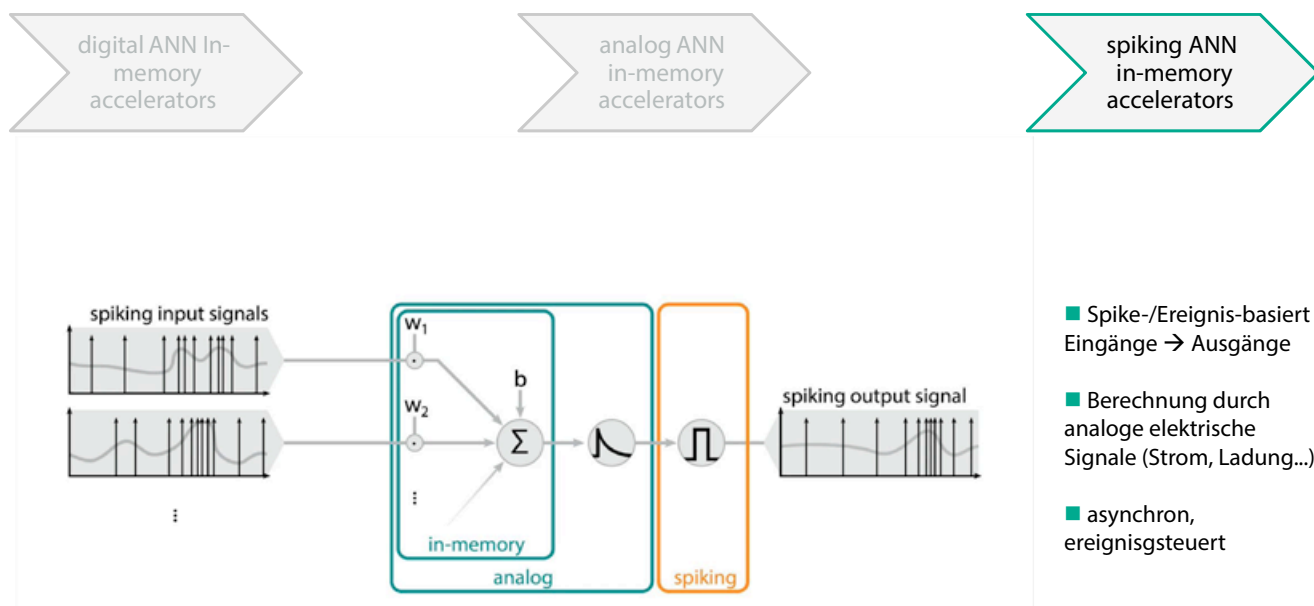 digital ANN In-
memory
accelerators
analog ANN
in-memory
accelerators
spiking ANN
in-memory
accelerators
spiking input signals
w1
w2
b
Σ
⋮
⋮
in-memory
analog
spiking
spiking output signal
■ Spike-/Ereignis-basiert
Eingänge → Ausgänge
■ Berechnung durch
analoge elektrische
Signale (Strom, Ladung...)
■ asynchron,
ereignisgsteuert